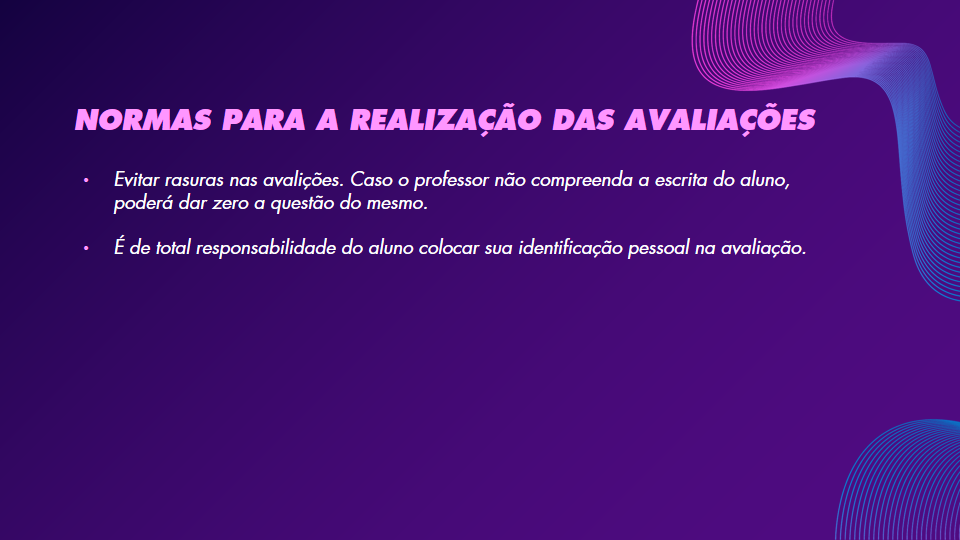 NORMAS PARA A REALIZAÇÃO DAS AVALIAÇÕES
• Evitar rasuras nas avalições. Caso o professor não compreenda a escrita do aluno,
poderá dar zero a questão do mesmo.
• É de total responsabilidade do aluno colocar sua identificação pessoal na avaliação.